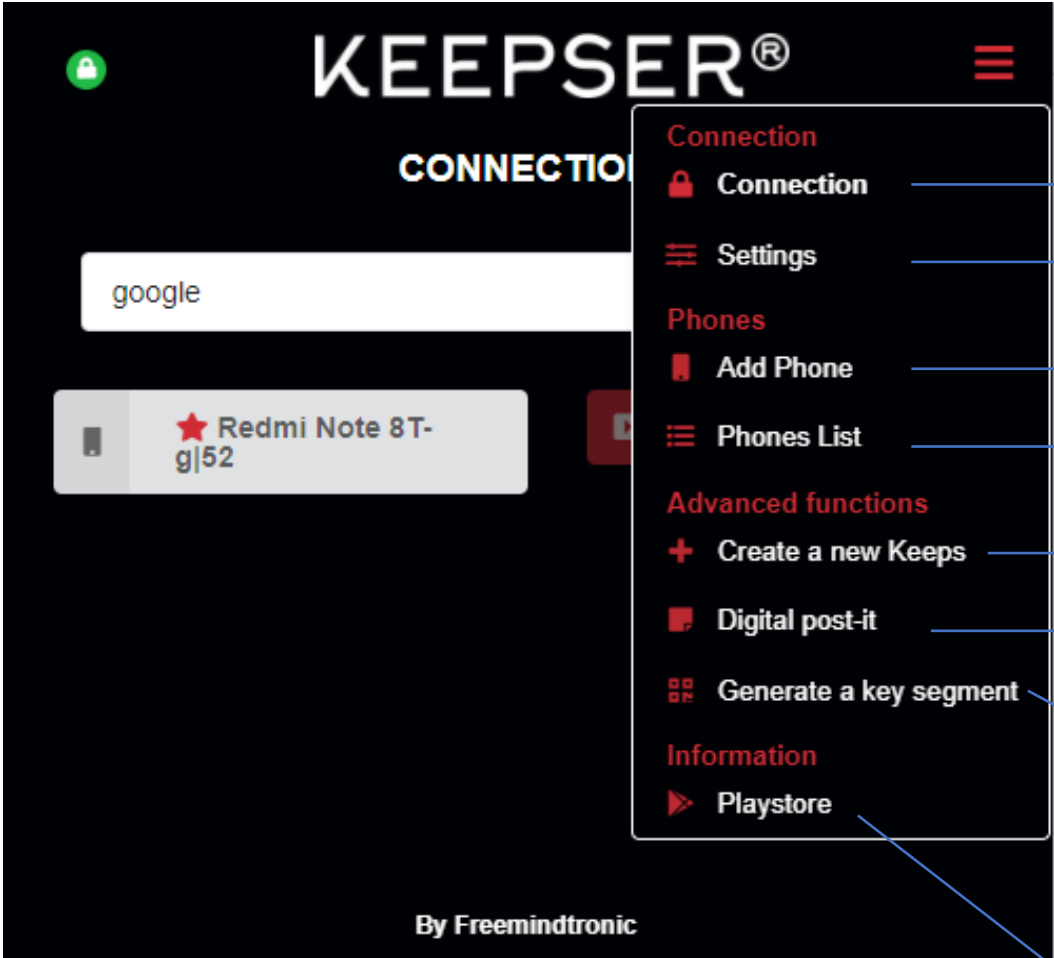 KEEPSER®
CONNECTIO
google
Redmi Note 8T-
g|52
Connection
Connection
Settings
Phones
Add Phone
Phones List
Advanced functions
Create a new Keeps
Digital post-it
Generate a key segment
Information
Playstore
By Freemindtronic